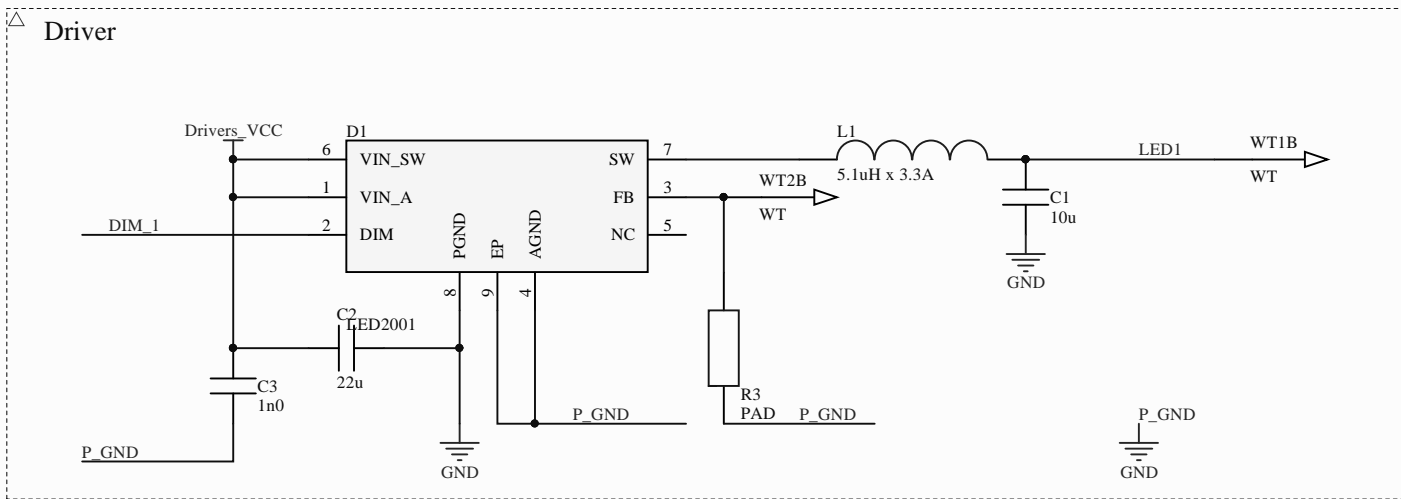 Driver
Drivers_VCC
D1
L1
WT1B
6
VIN_SW
SW
7
LED1
5.1uH x 3.3A
WT
WT2B
1
VIN_A
FB
3
C1
WT
10u
DIM_1
2
DIM
NC
5
PGND
EP
AGND
8
9
4
GND
C2
LED2001
22u
C3
1n0
R3
PAD
P_GND
P_GND
P_GND
P_GND
GND
GND